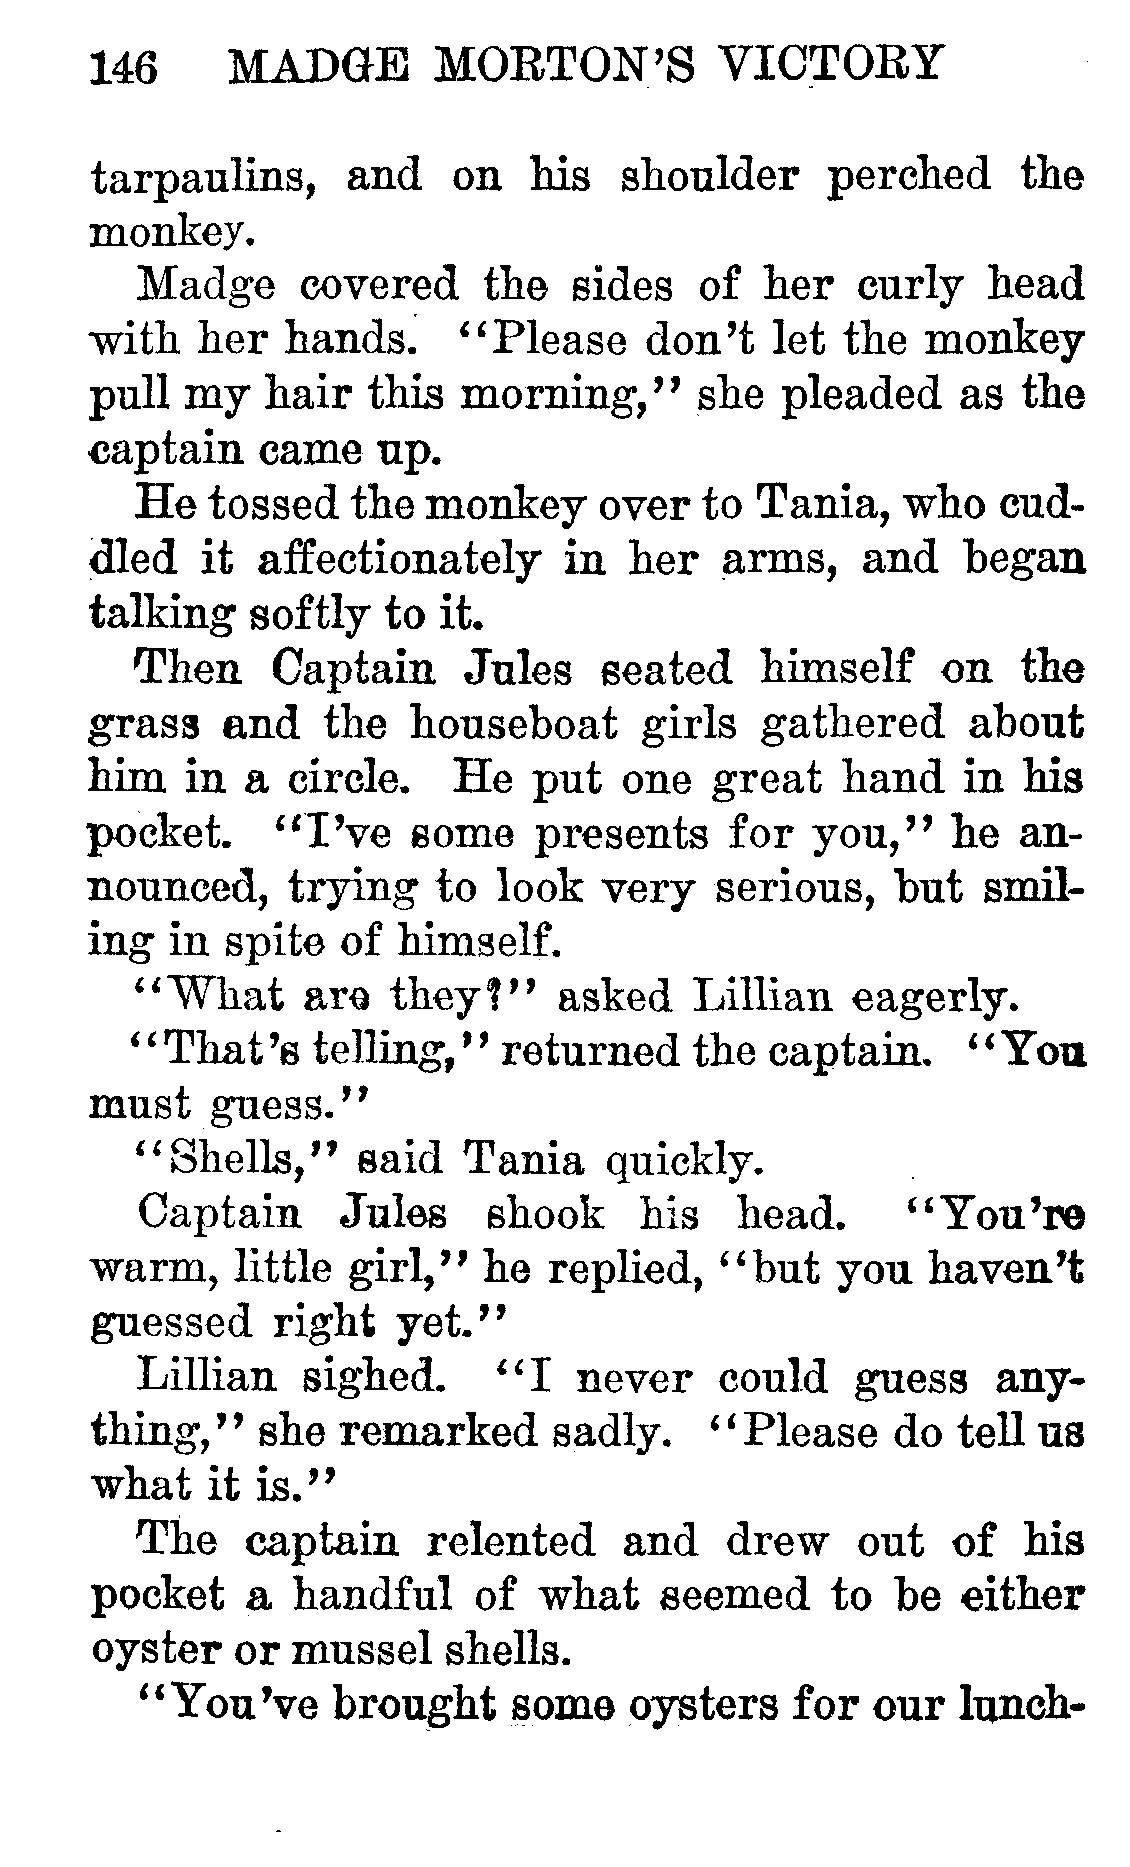 146 MADGE MORTON'S VICTORY
tarpaulins, and on his shoulder perched the
monkey.
Madge covered the sides of her curly head
with her hands. "Please don't let the monkey
pull my hair this morning," she pleaded as the
captain came up.
He tossed the monkey over to Tania, who cud-
dled it affectionately in her arms, and began
talking softly to it.
Then Captain Jules seated himself on the
grass and the houseboat girls gathered about
him in a circle. He put one great hand in his
pocket. "I've some presents for you," he an-
nounced, trying to look very serious, but smil-
ing in spite of himself.
"What are they?" asked Lillian eagerly.
"That's telling," returned the captain. "You
must guess."
"Shells," said Tania quickly.
Captain Jules shook his head. "You're
warm, little girl," he replied, "but you haven't
guessed right yet."
Lillian sighed. "I never could guess any-
thing," she remarked sadly. "Please do tell us
what it is."
The captain relented and drew out of his
pocket a handful of what seemed to be either
oyster or mussel shells.
"You've brought some oysters for our lunch-